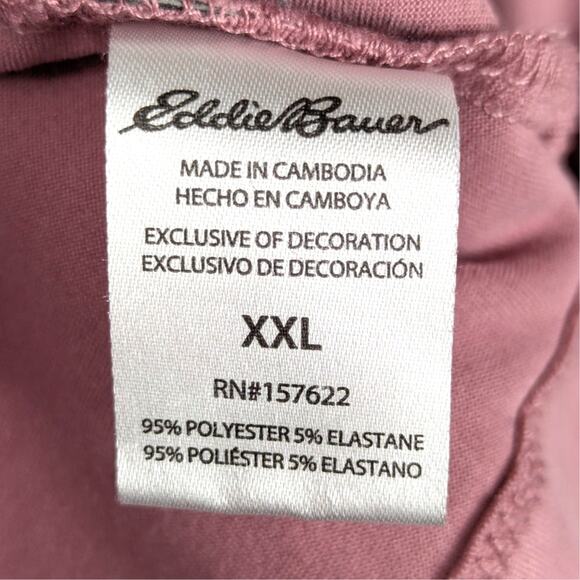 Eddie Bauer
MADE IN CAMBODIA
HECHO EN CAMBOYA
EXCLUSIVE OF DECORATION
EXCLUSIVO DE DECORACIÓN
XXL
RN#157622
95% POLYESTER 5% ELASTANE
95% POLIÉSTER 5% ELASTANO